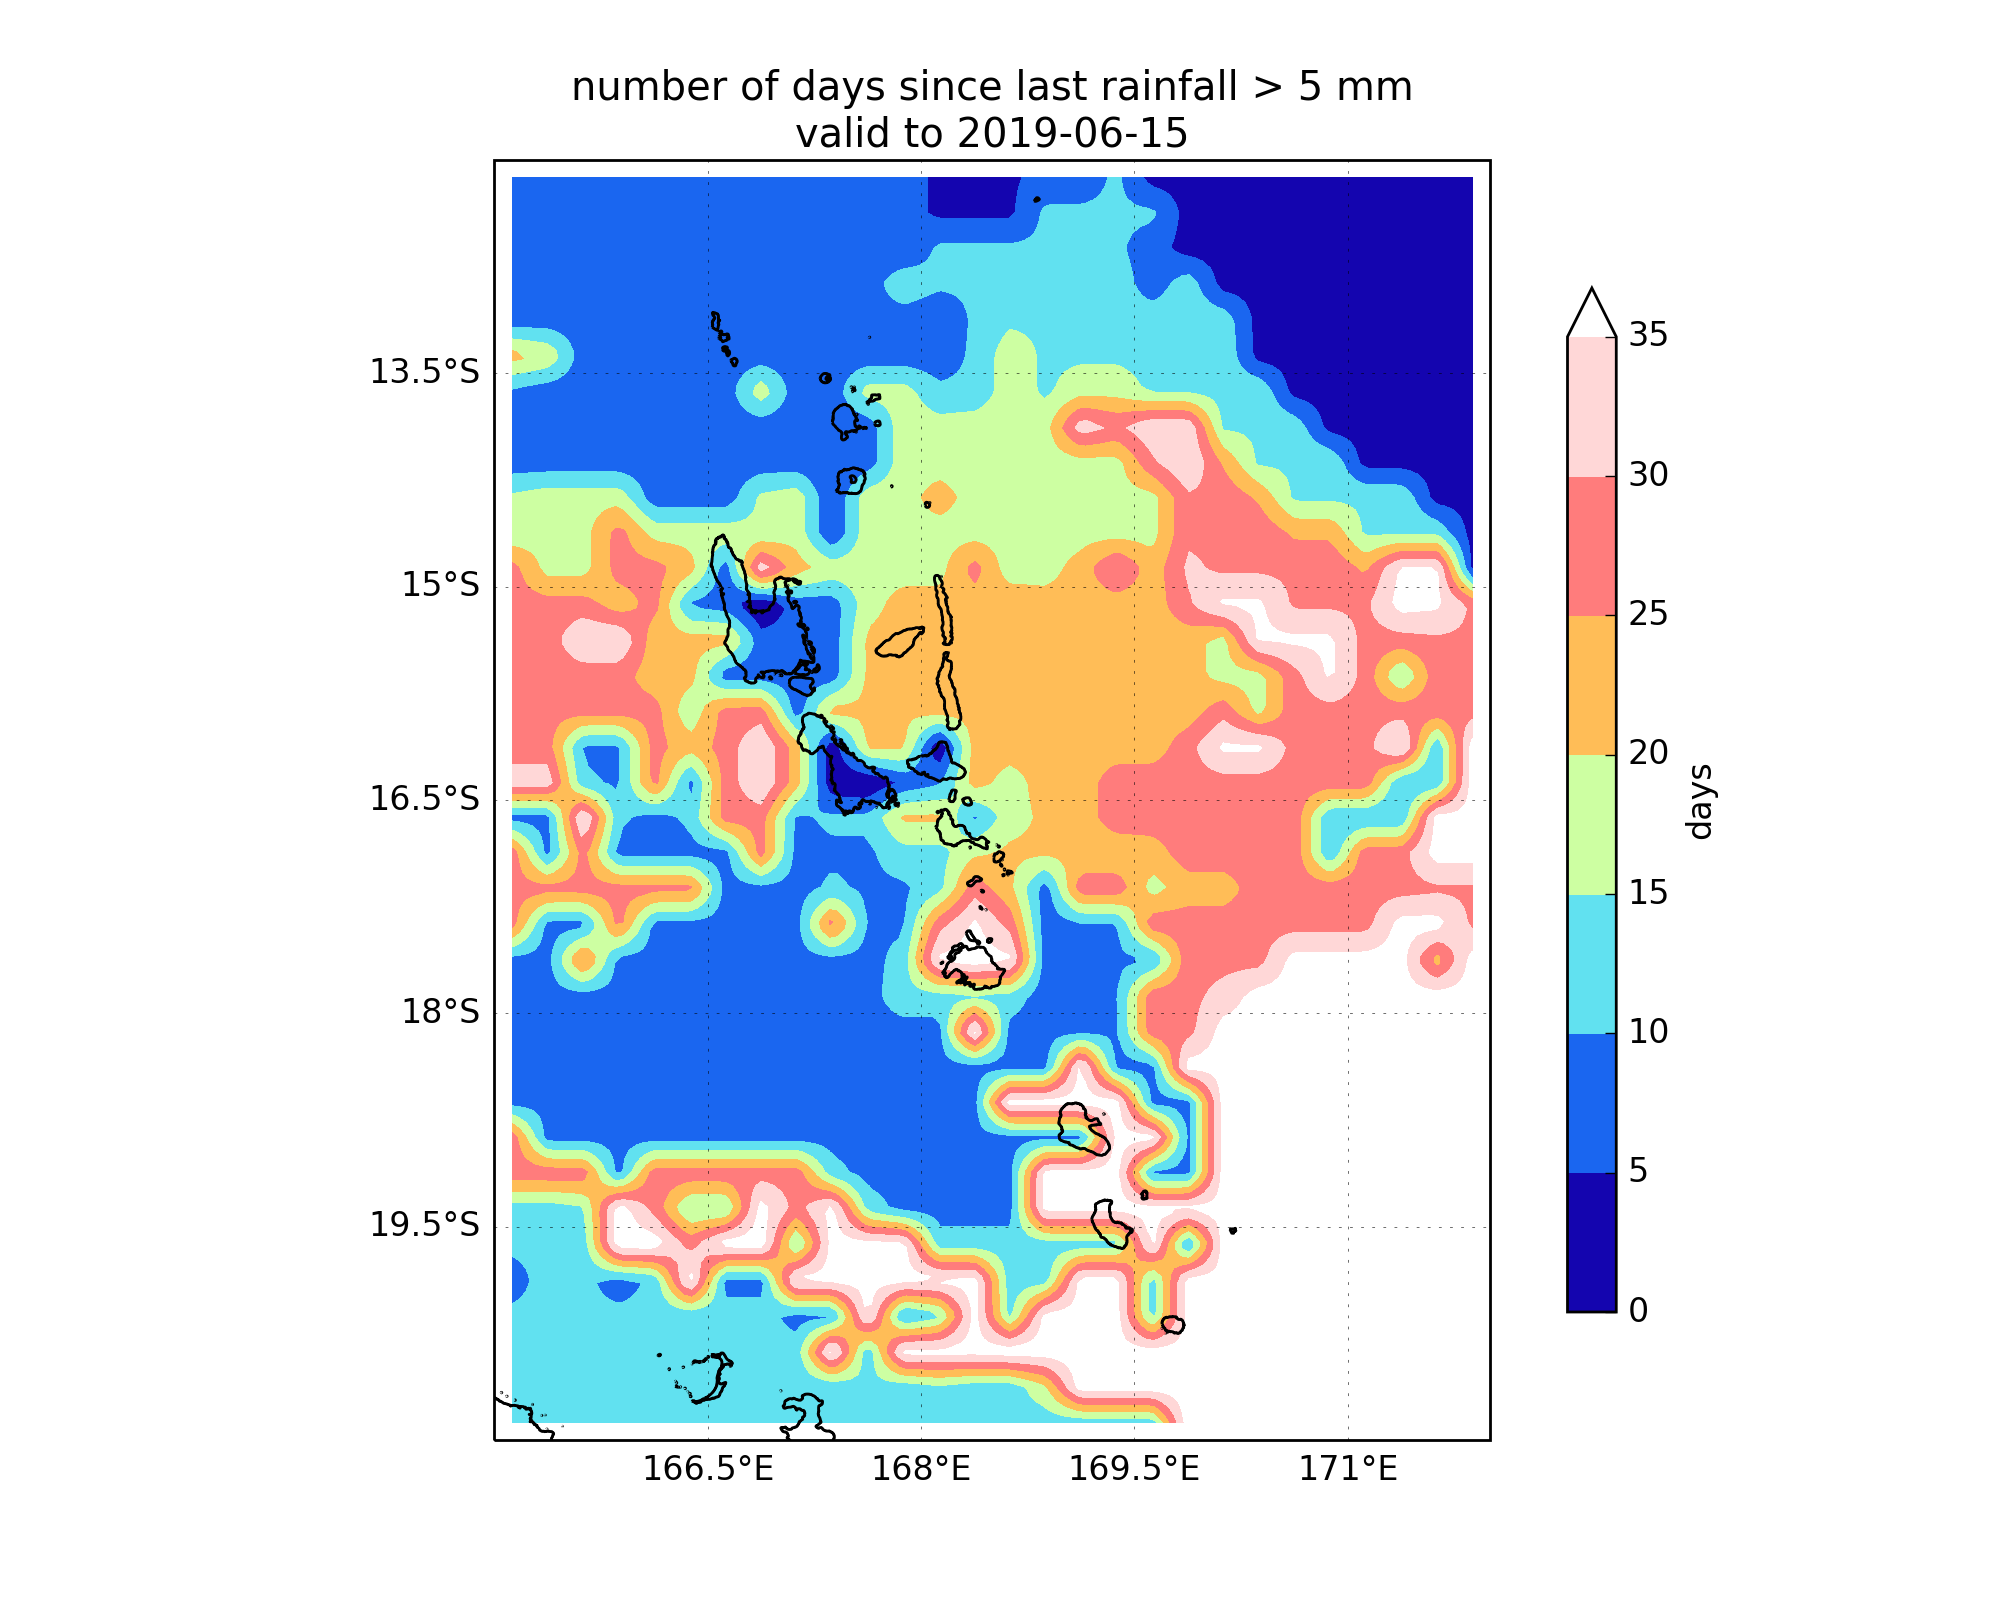 number of days since last rainfall > 5 mm
valid to 2019-06-15
13.5°S
15°S
16.5°S
18°S
19.5°S
166.5°E
168°E
169.5°E
171°E
35
30
25
20
15
10
5
0
days